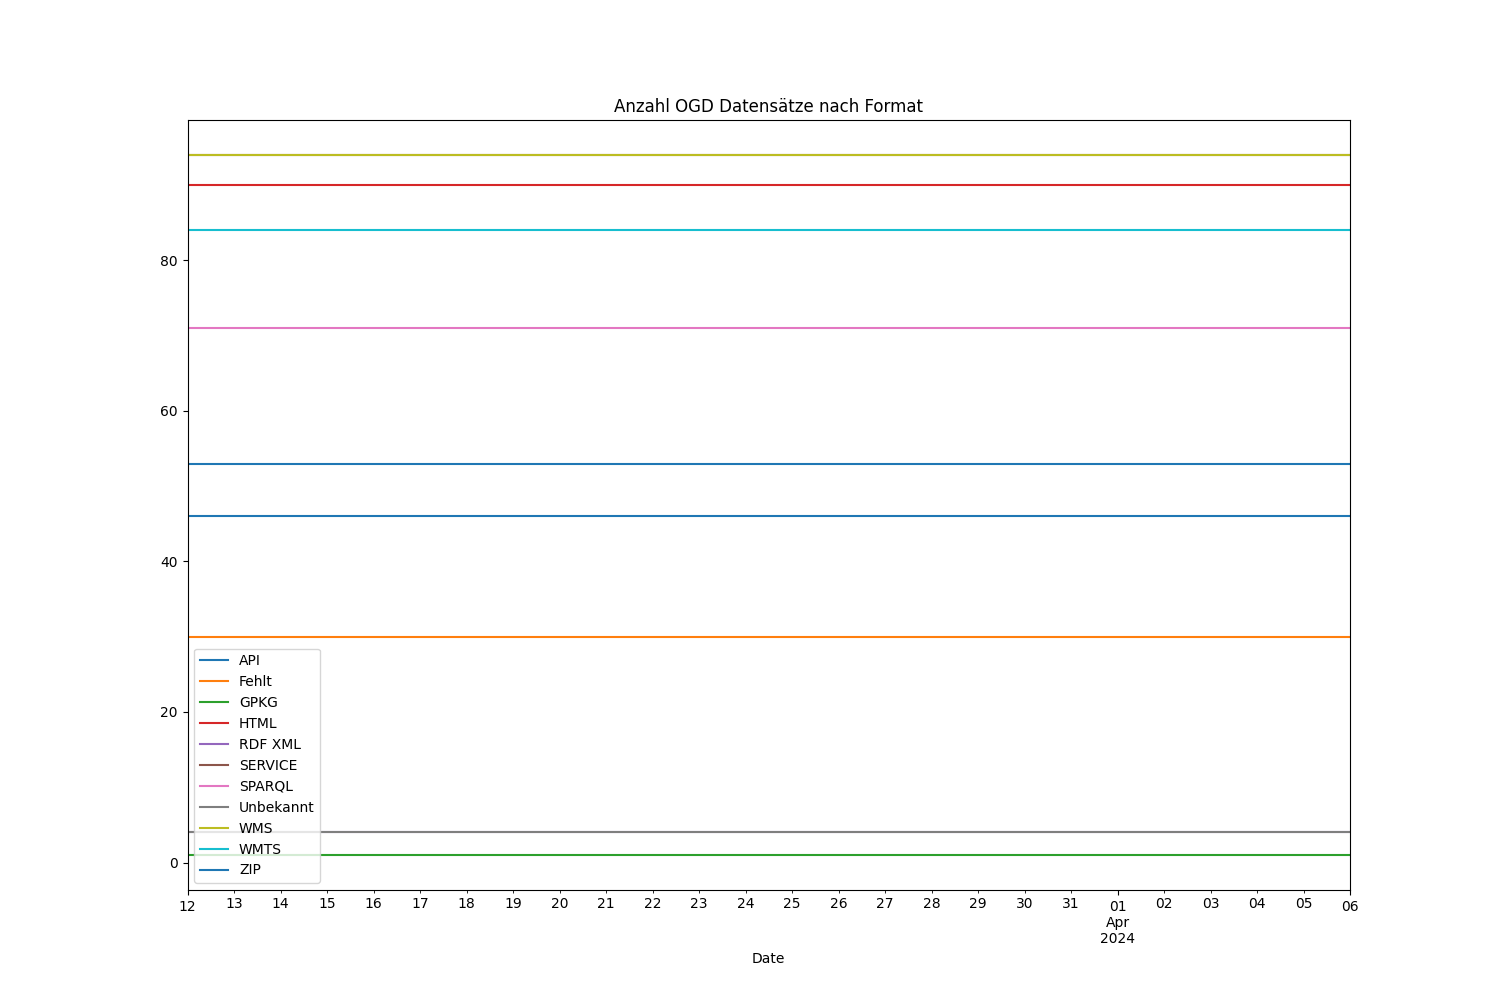 Anzahl OGD Datensätze nach Format
80
60
40
20
0
API
Fehlt
GPKG
HTML
RDF XML
SERVICE
SPARQL
Unbekannt
WMS
WMTS
ZIP
12 13 14 15 16 17 18 19 20 21 22 23 24 25 26 27 28 29 30 31 01 02 03 04 05 06
Apr
2024
Date